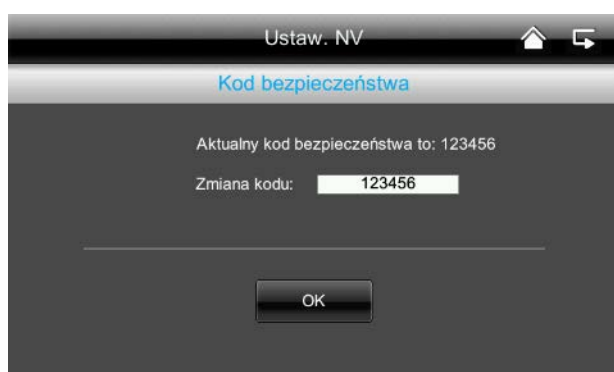 Ustaw. NV
Kod bezpieczeństwa
Aktualny kod bezpieczeństwa to: 123456
Zmiana kodu: 123456
OK